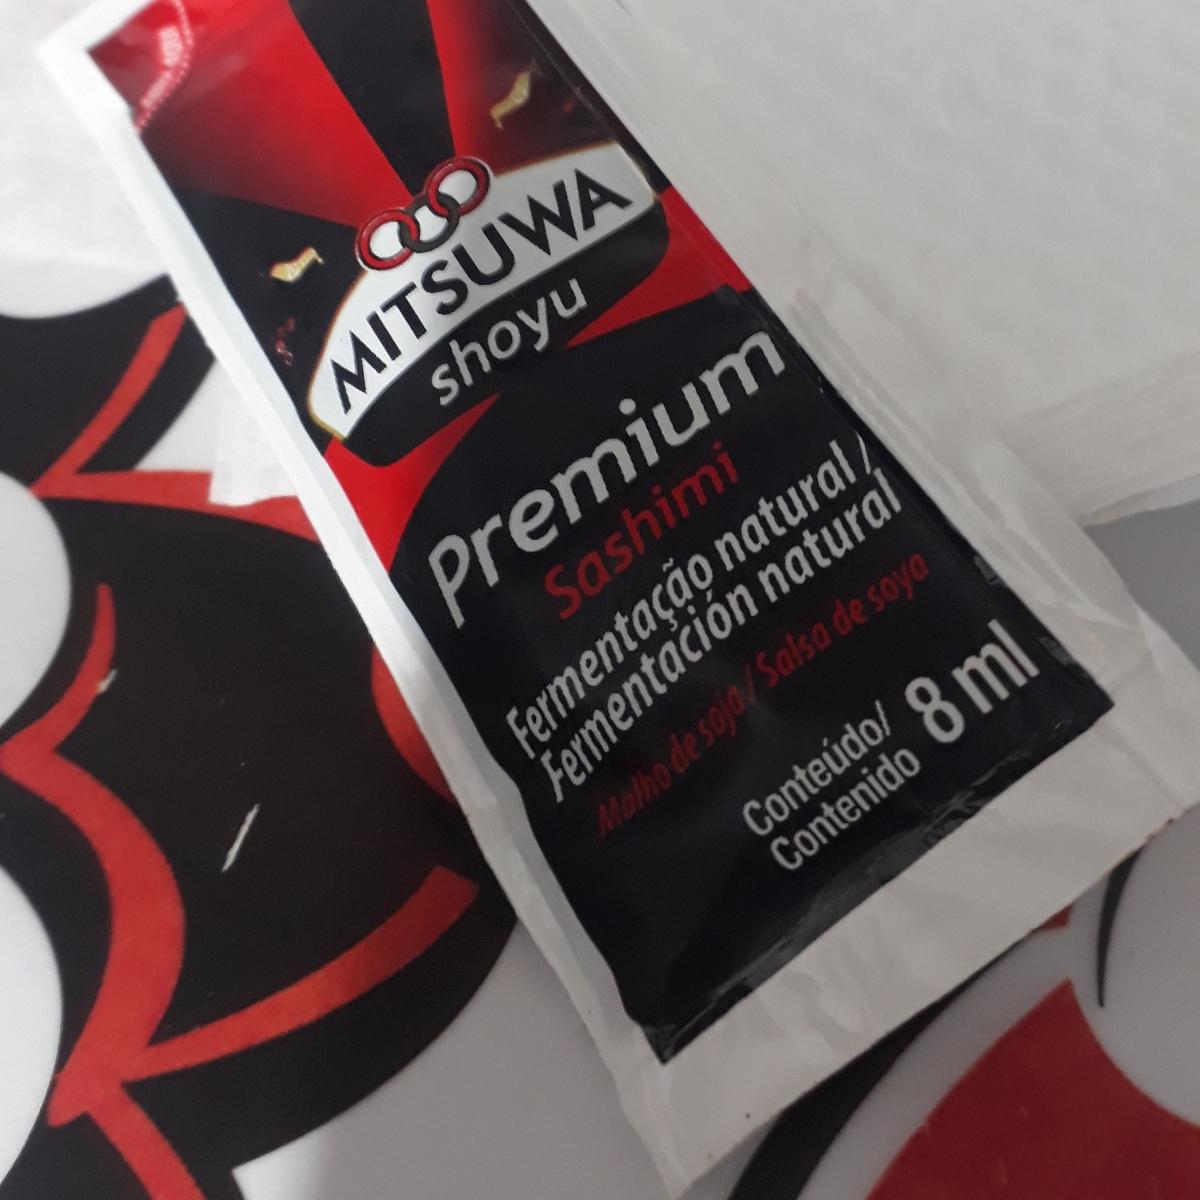 MITSUWA
shoyu
Premium
Sashimi
Fermentação natural /
Fermentación natural
Molho de soja / Salsa de soya
Conteúdo/
Contenido
8 ml